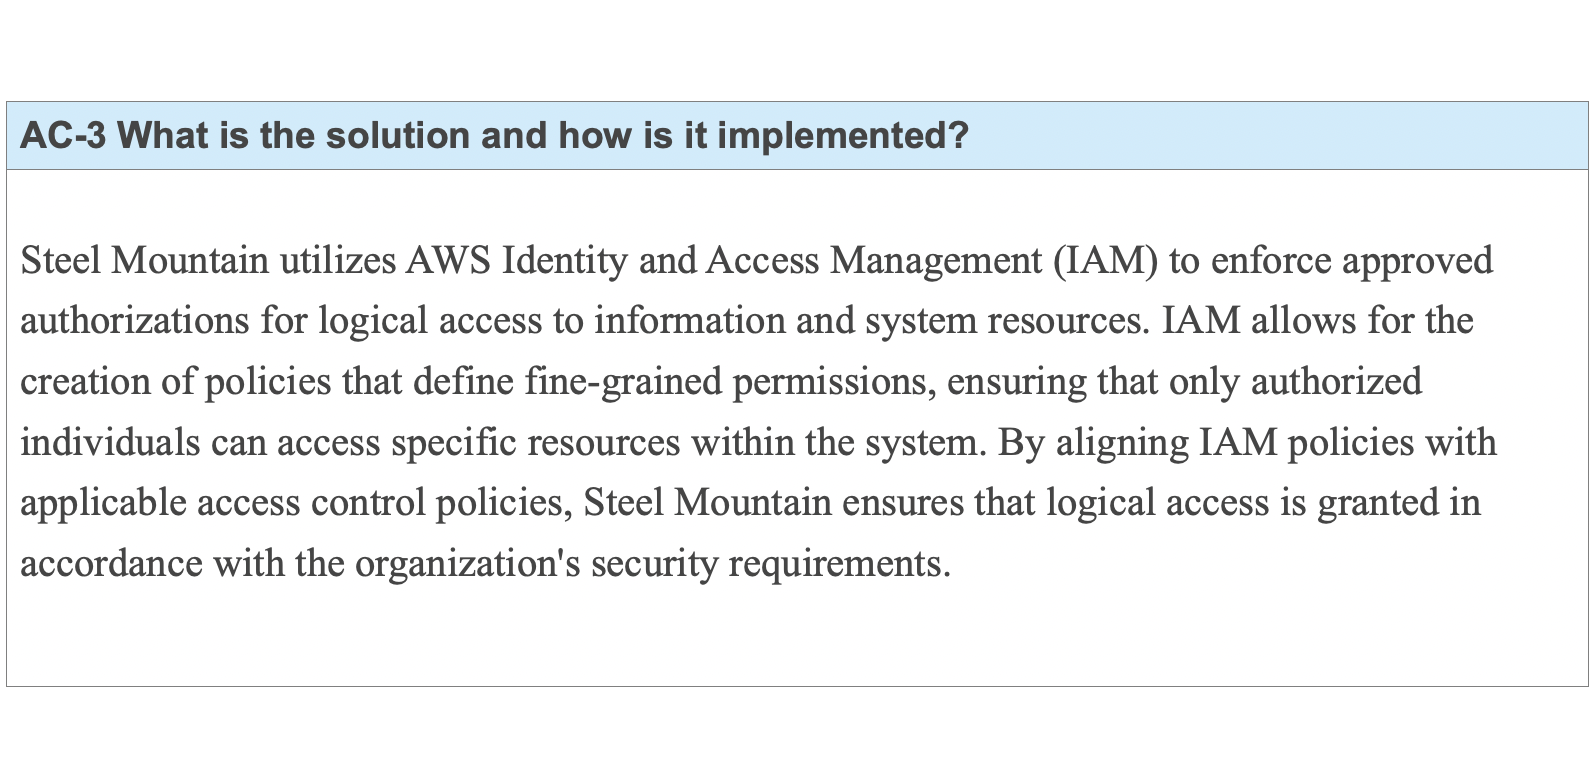 AC-3 What is the solution and how is it implemented?
Steel Mountain utilizes AWS Identity and Access Management (IAM) to enforce approved
authorizations for logical access to information and system resources. IAM allows for the
creation of policies that define fine-grained permissions, ensuring that only authorized
individuals can access specific resources within the system. By aligning IAM policies with
applicable access control policies, Steel Mountain ensures that logical access is granted in
accordance with the organization's security requirements.